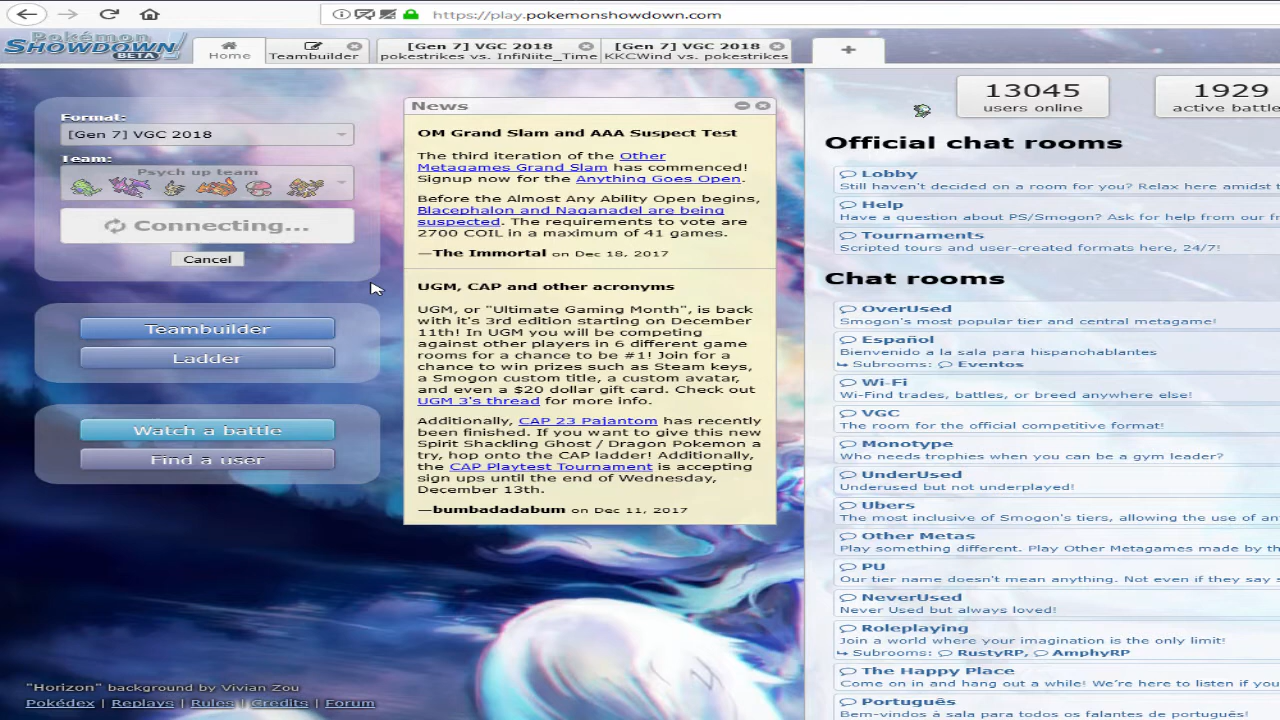 https://play.pokemonshowdown.com
Pokémon
SHOWDOWN
BETA
Home
Teambuilder
[Gen 7] VGC 2018
pokestrikes vs. InfiNiite_Time
[Gen 7] VGC 2018
KKCWind vs. pokestrikes
+
Format:
[Gen 7] VGC 2018
Team:
Psych up team
Connecting...
Cancel
Teambuilder
Ladder
Watch a battle
Find a user
"Horizon" background by Vivian Zou
Pokédex | Replays | Rules | Credits | Forum
News
OM Grand Slam and AAA Suspect Test
The third iteration of the Other
Metagames Grand Slam has commenced!
Signup now for the Anything Goes Open.
Before the Almost Any Ability Open begins,
Blacephalon and Naganadel are being
suspected. The requirements to vote are
2700 COIL in a maximum of 41 games.
—The Immortal on Dec 18, 2017
UGM, CAP and other acronyms
UGM, or "Ultimate Gaming Month", is back
with it's 3rd edition starting on December
11th! In UGM you will be competing
against other players in 6 different game
rooms for a chance to be #1! Join for a
chance to win prizes such as Steam keys,
a Smogon custom title, a custom avatar,
and even a $20 dollar gift card. Check out
UGM 3's thread for more info.
Additionally, CAP 23 Pajantom has recently
been finished. If you want to give this new
Spirit Shackling Ghost / Dragon Pokemon a
try, hop onto the CAP ladder! Additionally,
the CAP Playtest Tournament is accepting
sign ups until the end of Wednesday,
December 13th.
—bumbadadabum on Dec 11, 2017
13045
users online
1929
active battle
Official chat rooms
Lobby
Still haven't decided on a room for you? Relax here amidst t
Help
Have a question about PS/Smogon? Ask for help from our fr
Tournaments
Scripted tours and user-created formats here, 24/7!
Chat rooms
OverUsed
Smogon's most popular tier and central metagame!
Español
Bienvenido a la sala para hispanohablantes
↳ Subrooms: Eventos
Wi-Fi
Wi-Find trades, battles, or breed anywhere else!
VGC
The room for the official competitive format!
Monotype
Who needs trophies when you can be a gym leader?
UnderUsed
Underused but not underplayed!
Ubers
The most inclusive of Smogon's tiers, allowing the use of an
Other Metas
Play something different. Play Other Metagames made by th
PU
Our tier name doesn't mean anything. Not even if they say s
NeverUsed
Never Used but always loved!
Roleplaying
Join a world where your imagination is the only limit!
↳ Subrooms: RustyRP, AmphyRP
The Happy Place
Come on in and hang out a while! We're here to listen if you
Português
Bem-vindos à sala para todos os falantes de português!